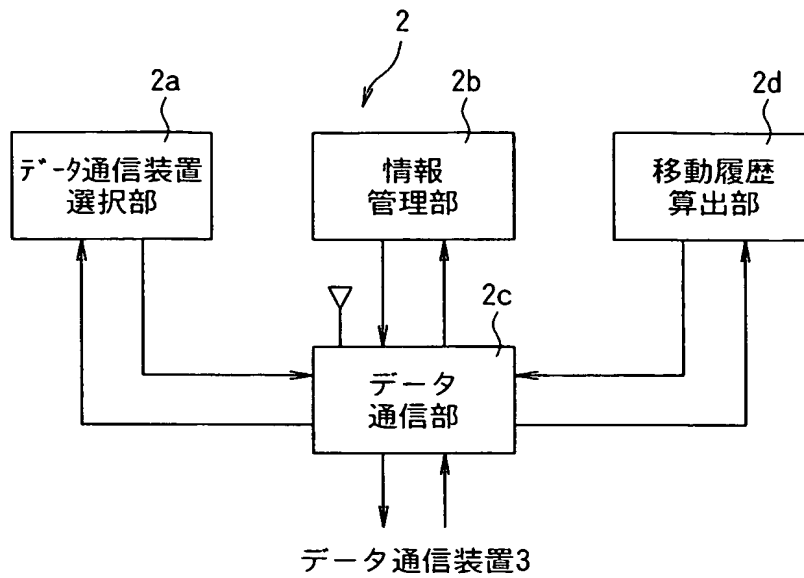 2
2a
2b
2d
データ通信装置
選択部
情報
管理部
移動履歴
算出部
2c
データ
通信部
データ通信装置3